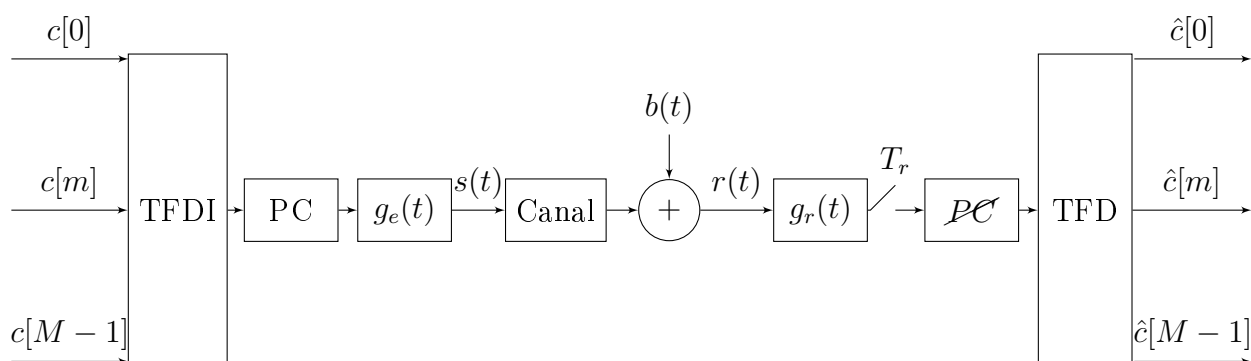 c[0]
ĉ[0]
b(t)
c[m]
s(t)
r(t)
T_r
ĉ[m]
TFDI
PC
g_e(t)
Canal
+
g_r(t)
PC
TFD
c[M − 1]
ĉ[M − 1]